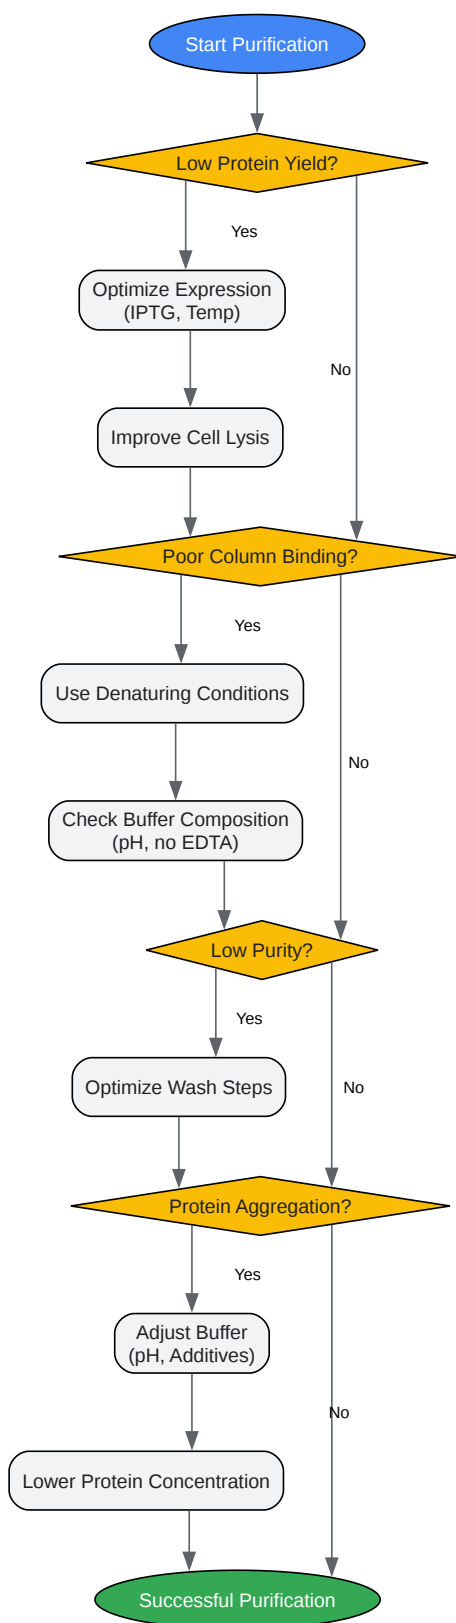 Start Purification
Low Protein Yield?
Yes
Optimize Expression
(IPTG, Temp)
No
Improve Cell Lysis
Poor Column Binding?
Yes
Use Denaturing Conditions
No
Check Buffer Composition
(pH, no EDTA)
Low Purity?
Yes
Optimize Wash Steps
No
Protein Aggregation?
Yes
Adjust Buffer
(pH, Additives)
No
Lower Protein Concentration
Successful Purification